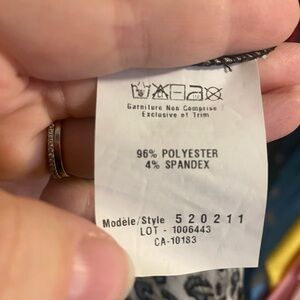 Garniture Non Comprise
Exclusive of Trim
96% POLYESTER
4% SPANDEX
Modèle/Style 520211
LOT - 1006443
CA-10183